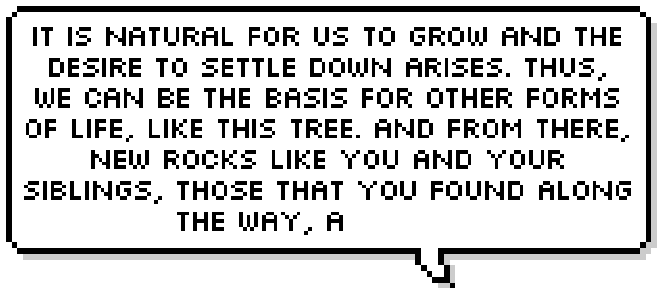 IT IS NATURAL FOR US TO GROW AND THE
DESIRE TO SETTLE DOWN ARISES. THUS,
WE CAN BE THE BASIS FOR OTHER FORMS
OF LIFE, LIKE THIS TREE. AND FROM THERE,
NEW ROCKS LIKE YOU AND YOUR
SIBLINGS, THOSE THAT YOU FOUND ALONG
THE WAY, A